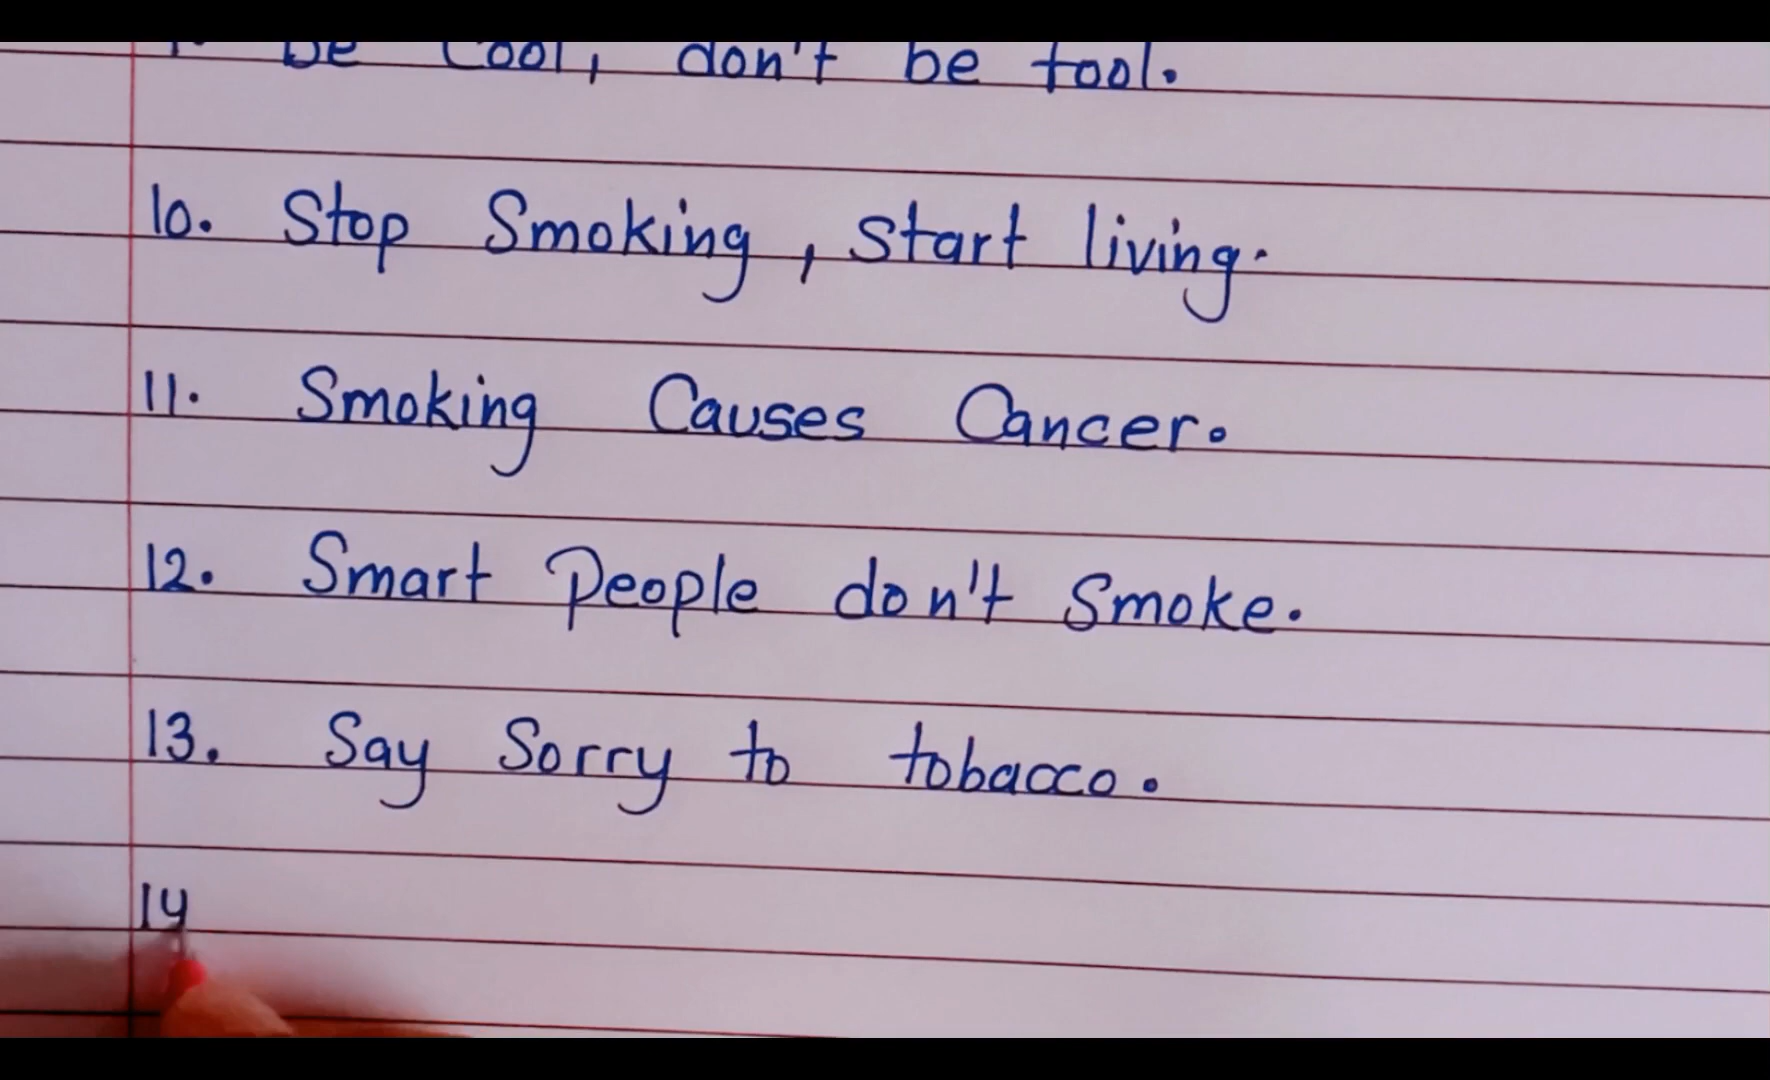 Be Cool, don't be fool.
10. Stop Smoking, start living.
11. Smoking Causes Cancer.
12. Smart People don't Smoke.
13. Say Sorry to tobacco.
14